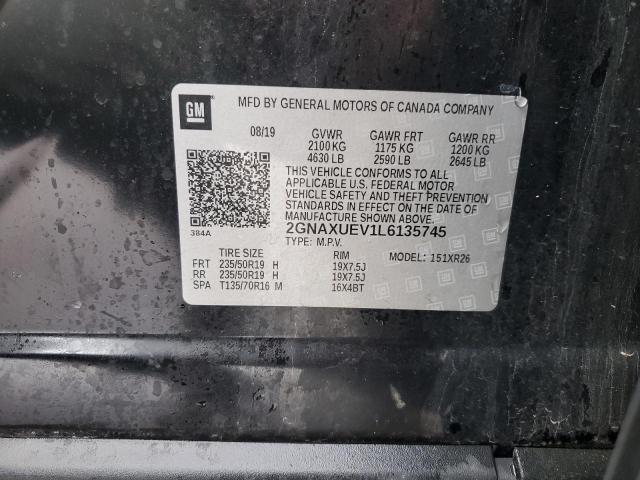 GM
MFD BY GENERAL MOTORS OF CANADA COMPANY
08/19 GVWR GAWR FRT GAWR RR
2100 KG 1175 KG 1200 KG
4630 LB 2590 LB 2645 LB
THIS VEHICLE CONFORMS TO ALL
APPLICABLE U.S. FEDERAL MOTOR
VEHICLE SAFETY AND THEFT PREVENTION
STANDARDS IN EFFECT ON THE DATE OF
MANUFACTURE SHOWN ABOVE.
384A
2GNAXUEV1L6135745
TYPE: M.P.V.
TIRE SIZE RIM MODEL: 151XR26
FRT 235/50R19 H 19X7.5J
RR 235/50R19 H 19X7.5J
SPA T135/70R16 M 16X4BT